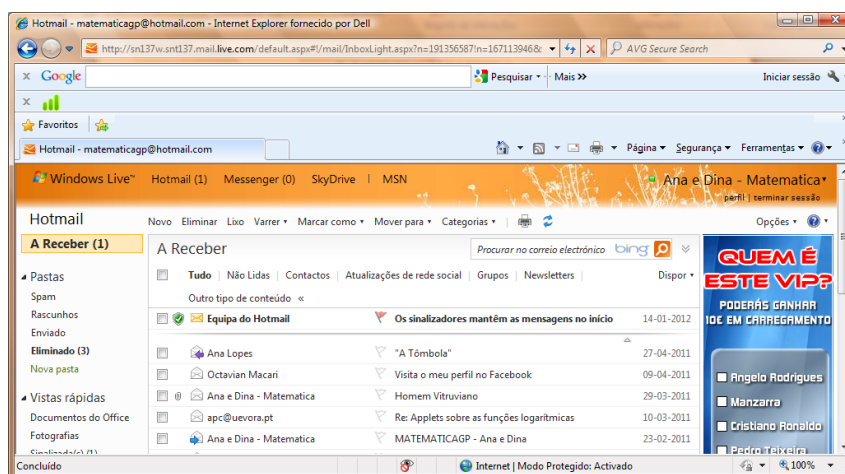 Hotmail - matematicagp@hotmail.com - Internet Explorer fornecido por Dell
http://sn137w.snt137.mail.live.com/default.aspx#!/mail/InboxLight.aspx?n=191356587!n=167113946& AVG Secure Search
x Google Pesquisar Mais >> Iniciar sessão
x
Favoritos
Hotmail - matematicagp@hotmail.com Página Segurança Ferramentas
Windows Live™ Hotmail (1) Messenger (0) SkyDrive | MSN Ana e Dina - Matematica
perfil | terminar sessão
Hotmail Novo Eliminar Lixo Varrer Marcar como Mover para Categorias Opções
A Receber (1) A Receber Procurar no correio electrónico bing
Pastas Tudo | Não Lidas | Contactos | Atualizações de rede social | Grupos | Newsletters | Dispor
Spam Outro tipo de conteúdo «
Rascunhos Equipa do Hotmail Os sinalizadores mantêm as mensagens no início 14-01-2012
Enviado
Eliminado (3) Ana Lopes "A Tômbola" 27-04-2011
Nova pasta Octavian Macari Visita o meu perfil no Facebook 09-04-2011
Vistas rápidas Ana e Dina - Matematica Homem Vitruviano 29-03-2011
Documentos do Office apc@uevora.pt Re: Applets sobre as funções logarítmicas 10-03-2011
Fotografias Ana e Dina - Matematica MATEMATICAGP - Ana e Dina 23-02-2011
Sinalizado(s) (1)
QUEM É
ESTE VIP?
PODERÁS GANHAR
10€ EM CARREGAMENTO
Angelo Rodrigues
Manzarra
Cristiano Ronaldo
Pedro Teixeira
Concluído Internet | Modo Protegido: Activado 100%